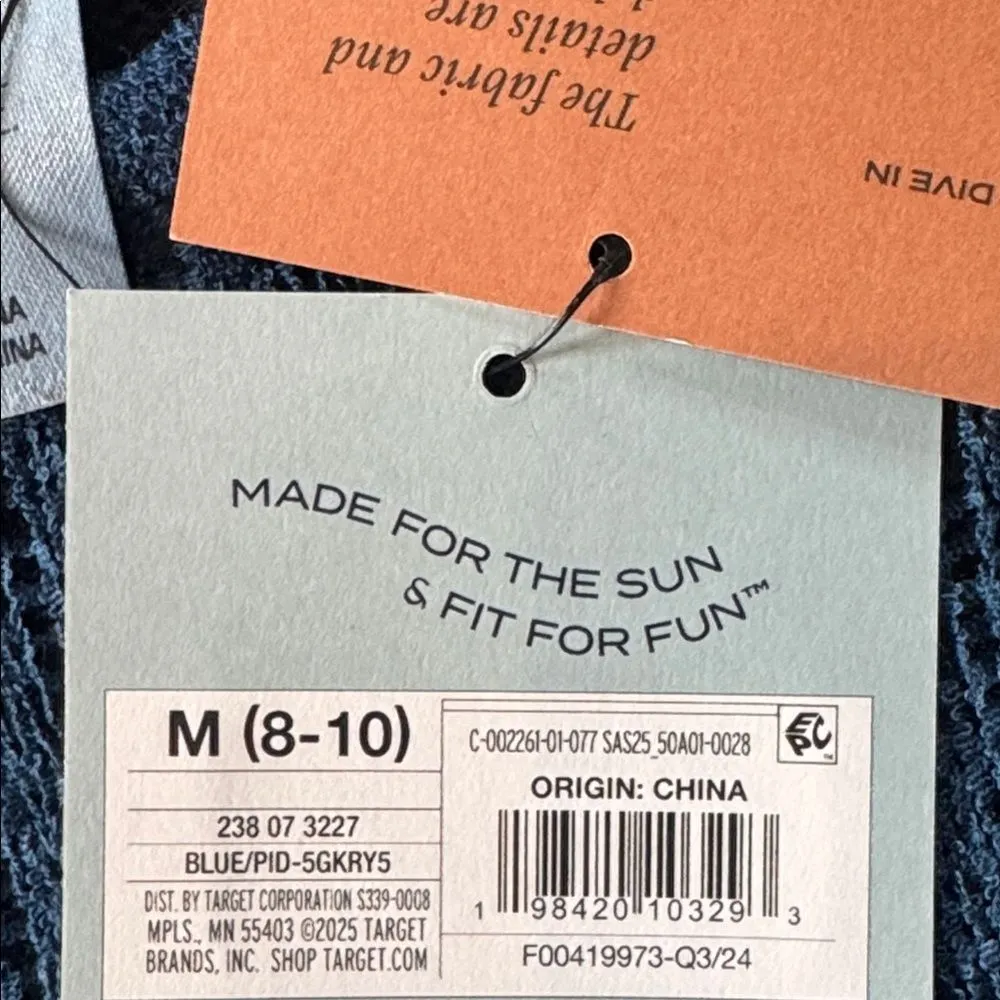 details are
The fabric and
DIVE IN
INA
MADE FOR THE SUN
& FIT FOR FUN™
M (8-10)
238 07 3227
BLUE/PID-5GKRY5
DIST. BY TARGET CORPORATION S339-0008
MPLS., MN 55403 ©2025 TARGET
BRANDS, INC. SHOP TARGET.COM
C-002261-01-077 SAS25_50A01-0028
EPC™
ORIGIN: CHINA
1 98420 10329 3
F00419973-Q3/24